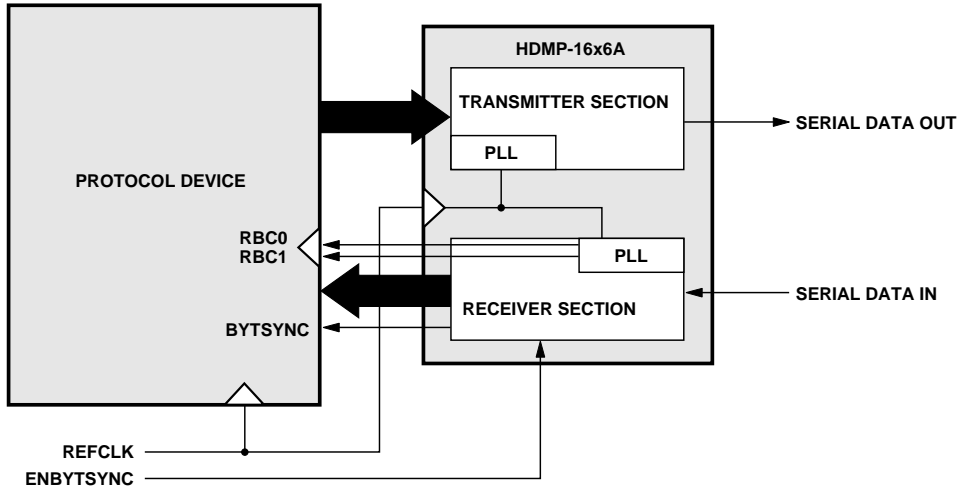 HDMP-16x6A
TRANSMITTER SECTION
SERIAL DATA OUT
PLL
PROTOCOL DEVICE
RBC0
RBC1
PLL
SERIAL DATA IN
RECEIVER SECTION
BYTSYNC
REFCLK
ENBYTSYNC